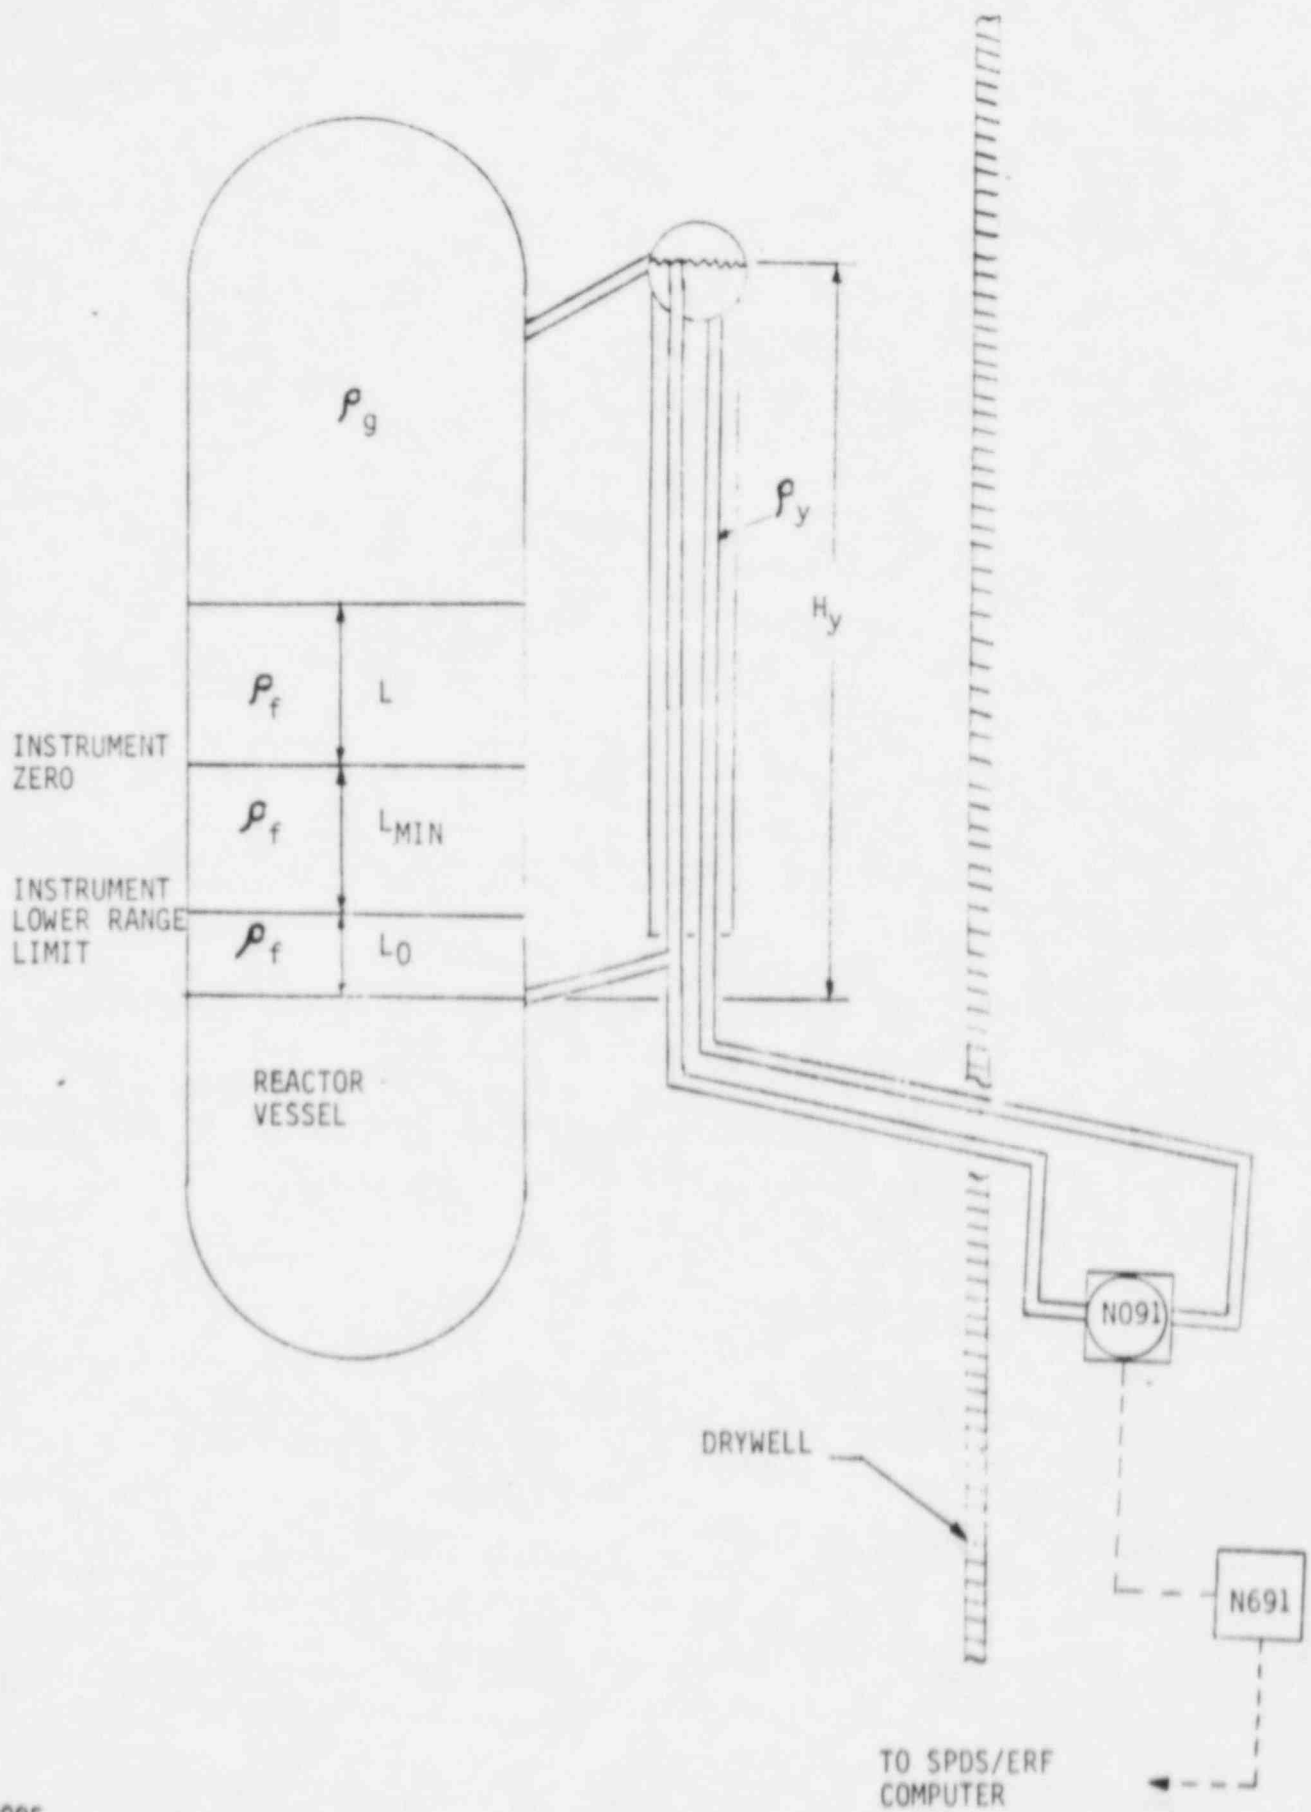 ρg
ρy
Hy
ρf L
INSTRUMENT
ZERO
ρf LMIN
INSTRUMENT
LOWER RANGE
LIMIT
ρf L0
REACTOR
VESSEL
N091
DRYWELL
N691
TO SPDS/ERF
COMPUTER